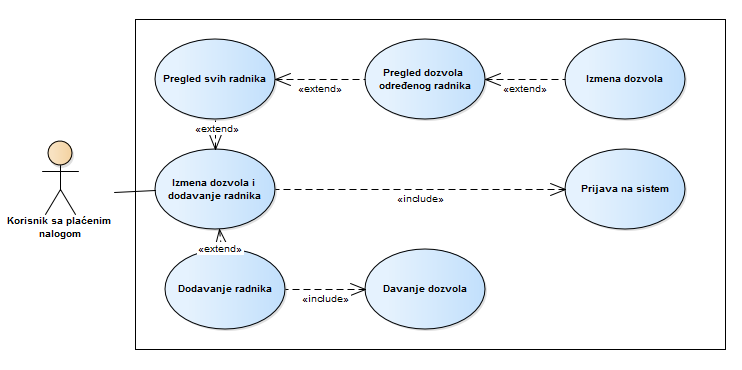 Pregled svih radnika
Pregled dozvola
određenog radnika
Izmena dozvola
«extend»
«extend»
«extend»
Izmena dozvola i
dodavanje radnika
Prijava na sistem
«include»
Korisnik sa plaćenim
nalogom
«extend»
Dodavanje radnika
Davanje dozvola
«include»